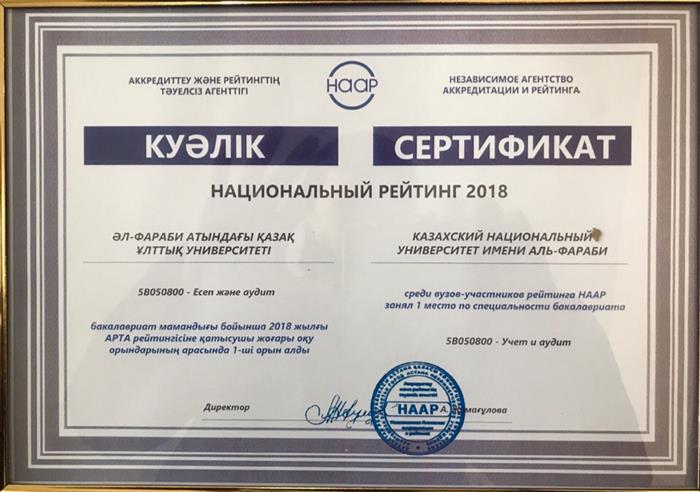 АККРЕДИТТЕУ ЖӘНЕ РЕЙТИНГТІҢ
ТӘУЕЛСІЗ АГЕНТТІГІ
НААР
НЕЗАВИСИМОЕ АГЕНТСТВО
АККРЕДИТАЦИИ И РЕЙТИНГА
КУӘЛІК
СЕРТИФИКАТ
НАЦИОНАЛЬНЫЙ РЕЙТИНГ 2018
ӘЛ-ФАРАБИ АТЫНДАҒЫ ҚАЗАҚ
ҰЛТТЫҚ УНИВЕРСИТЕТІ
5В050800 - Есеп және аудит
бакалавриат мамандығы бойынша 2018 жылғы
АРТА рейтингісіне қатысушы жоғары оқу
орындарының арасында 1-ші орын алды
КАЗАХСКИЙ НАЦИОНАЛЬНЫЙ
УНИВЕРСИТЕТ ИМЕНИ АЛЬ-ФАРАБИ
среди вузов-участников рейтинга НААР
занял 1 место по специальности бакалавриата
5В050800 - Учет и аудит
Директор
НААР
А.